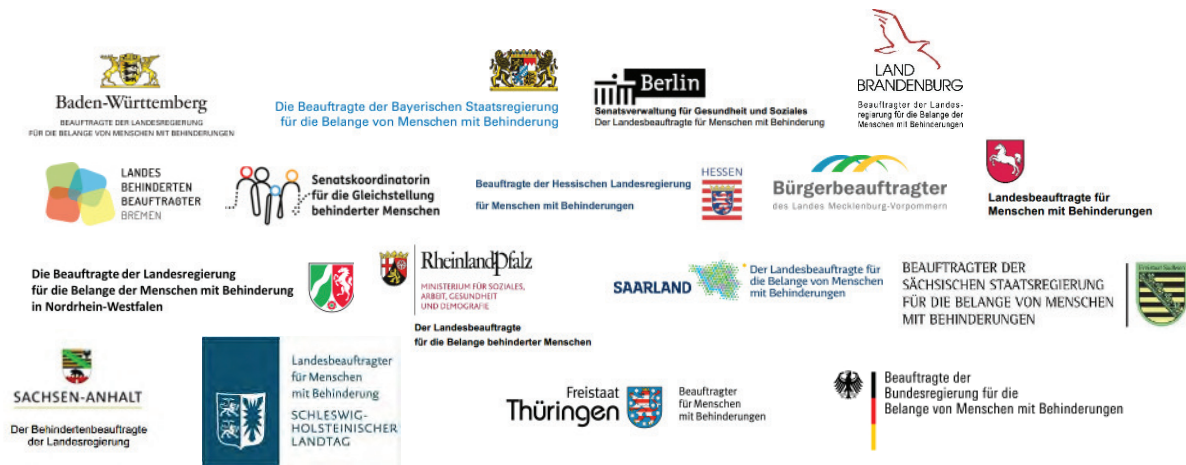 Baden-Württemberg
BEAUFTRAGTE DER LANDESREGIERUNG
FÜR DIE BELANGE VON MENSCHEN MIT BEHINDERUNGEN
Die Beauftragte der Bayerischen Staatsregierung
für die Belange von Menschen mit Behinderung
Berlin
Senatsverwaltung für Gesundheit und Soziales
Der Landesbeauftragte für Menschen mit Behinderung
LAND
BRANDENBURG
Beauftragter der Landes-
regierung für die Belange der
Menschen mit Behinderungen
LANDES
BEHINDERTEN
BEAUFTRAGTER
BREMEN
Senatskoordinatorin
für die Gleichstellung
behinderter Menschen
Beauftragte der Hessischen Landesregierung
für Menschen mit Behinderungen
HESSEN
Bürgerbeauftragter
des Landes Mecklenburg-Vorpommern
Landesbeauftragte für
Menschen mit Behinderungen
Die Beauftragte der Landesregierung
für die Belange der Menschen mit Behinderung
in Nordrhein-Westfalen
RheinlandPfalz
MINISTERIUM FÜR SOZIALES,
ARBEIT, GESUNDHEIT
UND DEMOGRAFIE
Der Landesbeauftragte
für die Belange behinderter Menschen
SAARLAND
Der Landesbeauftragte für
die Belange von Menschen
mit Behinderungen
BEAUFTRAGTER DER
SÄCHSISCHEN STAATSREGIERUNG
FÜR DIE BELANGE VON MENSCHEN
MIT BEHINDERUNGEN
Freistaat Sachsen
SACHSEN-ANHALT
Der Behindertenbeauftragte
der Landesregierung
Landesbeauftragter
für Menschen
mit Behinderung
SCHLESWIG-
HOLSTEINISCHER
LANDTAG
Freistaat
Thüringen
Beauftragter
für Menschen
mit Behinderungen
Beauftragte der
Bundesregierung für die
Belange von Menschen mit Behinderungen